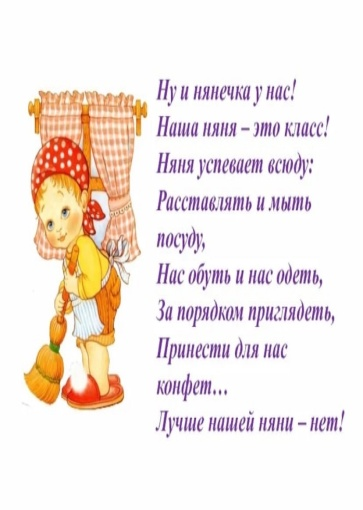 Ну и нянечка у нас!
Наша няня – это класс!
Няня успевает всюду:
Расставлять и мыть
посуду,
Нас обуть и нас одеть,
За порядком приглядеть,
Принести для нас
конфет…
Лучше нашей няни – нет!